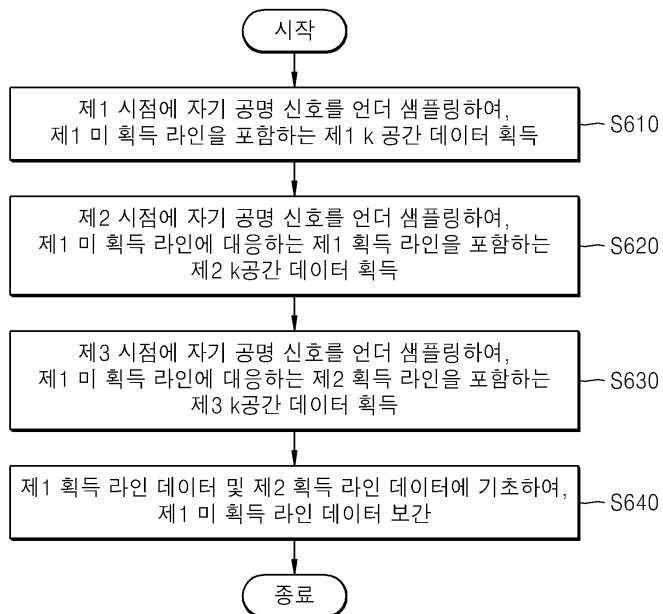 시작
제1 시점에 자기 공명 신호를 언더 샘플링하여,
제1 미 획득 라인을 포함하는 제1 k 공간 데이터 획득
S610
제2 시점에 자기 공명 신호를 언더 샘플링하여,
제1 미 획득 라인에 대응하는 제1 획득 라인을 포함하는
제2 k공간 데이터 획득
S620
제3 시점에 자기 공명 신호를 언더 샘플링하여,
제1 미 획득 라인에 대응하는 제2 획득 라인을 포함하는
제3 k공간 데이터 획득
S630
제1 획득 라인 데이터 및 제2 획득 라인 데이터에 기초하여,
제1 미 획득 라인 데이터 보간
S640
종료